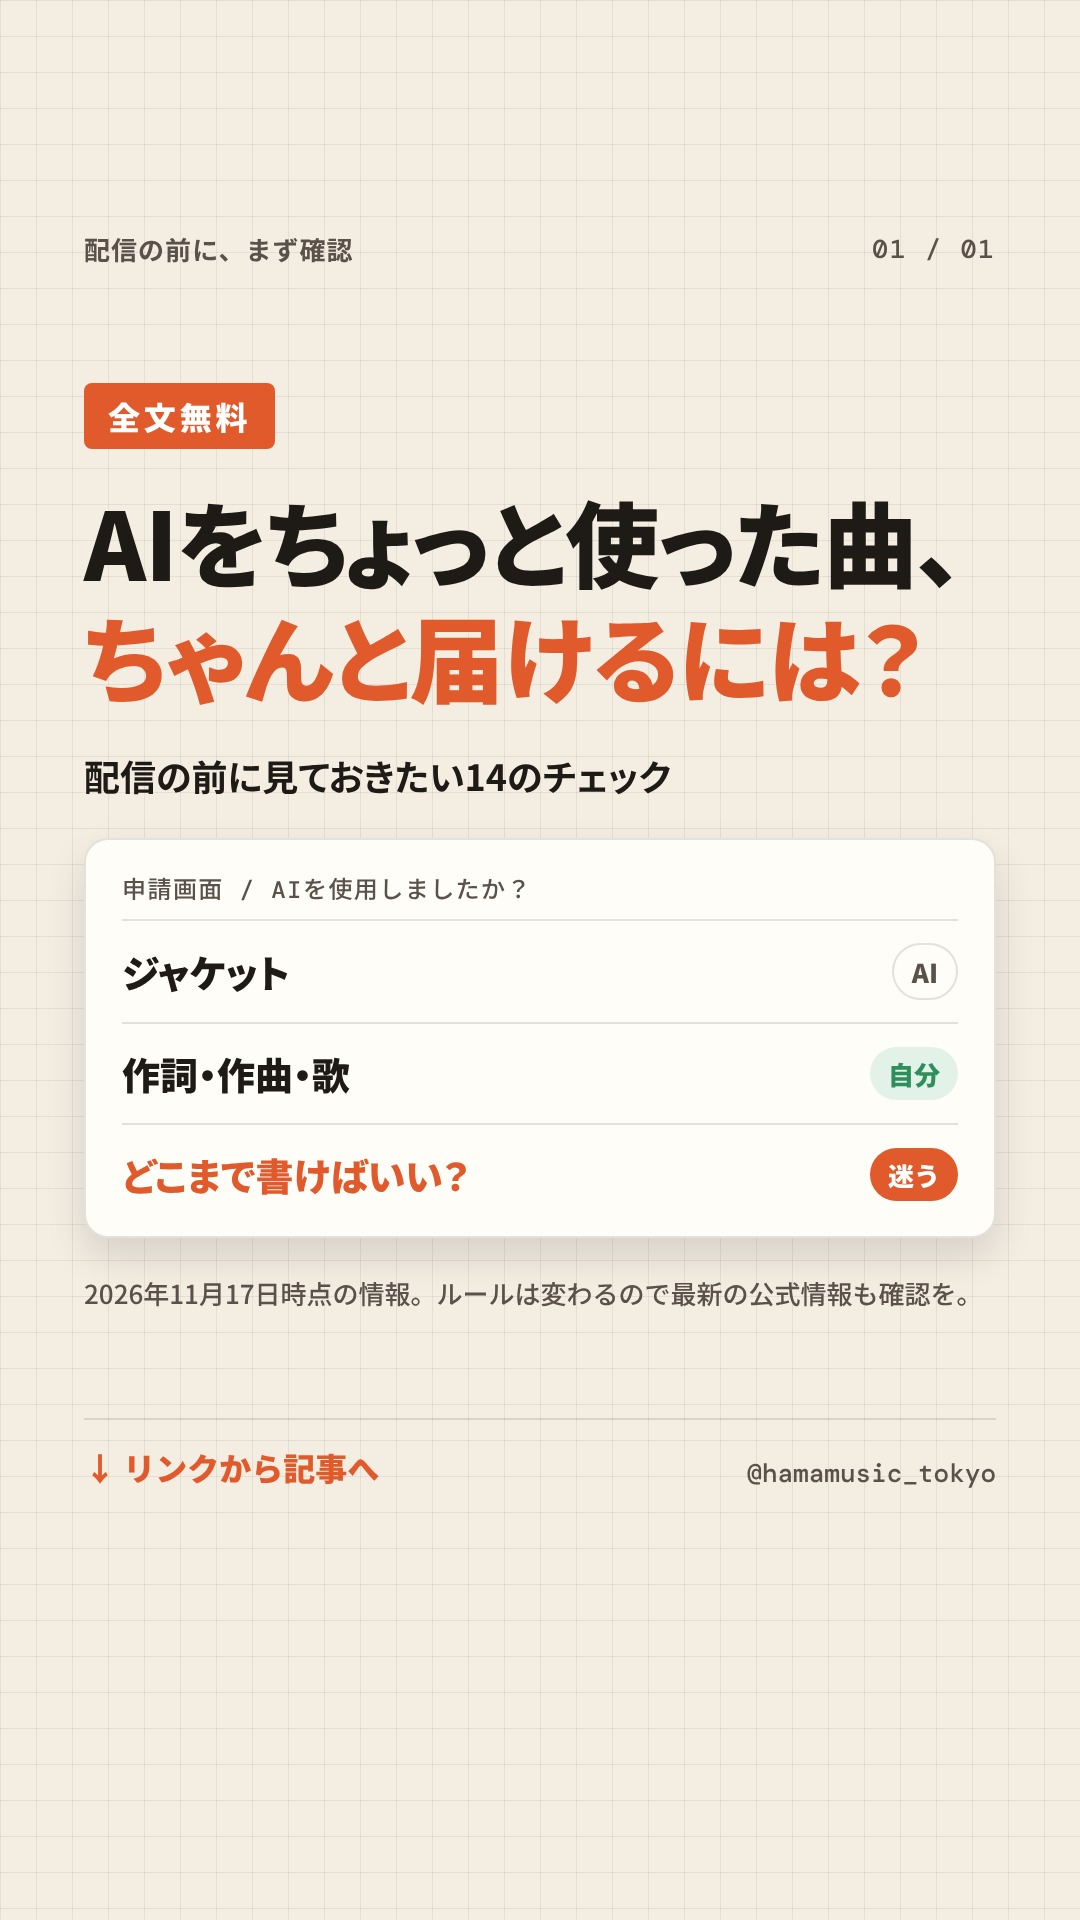 配信の前に、まず確認
01 / 01
全文無料
AIをちょっと使った曲、
ちゃんと届けるには？
配信の前に見ておきたい14のチェック
申請画面 / AIを使用しましたか？
ジャケット
AI
作詞・作曲・歌
自分
どこまで書けばいい？
迷う
2026年11月17日時点の情報。ルールは変わるので最新の公式情報も確認を。
↓ リンクから記事へ
@hamamusic_tokyo